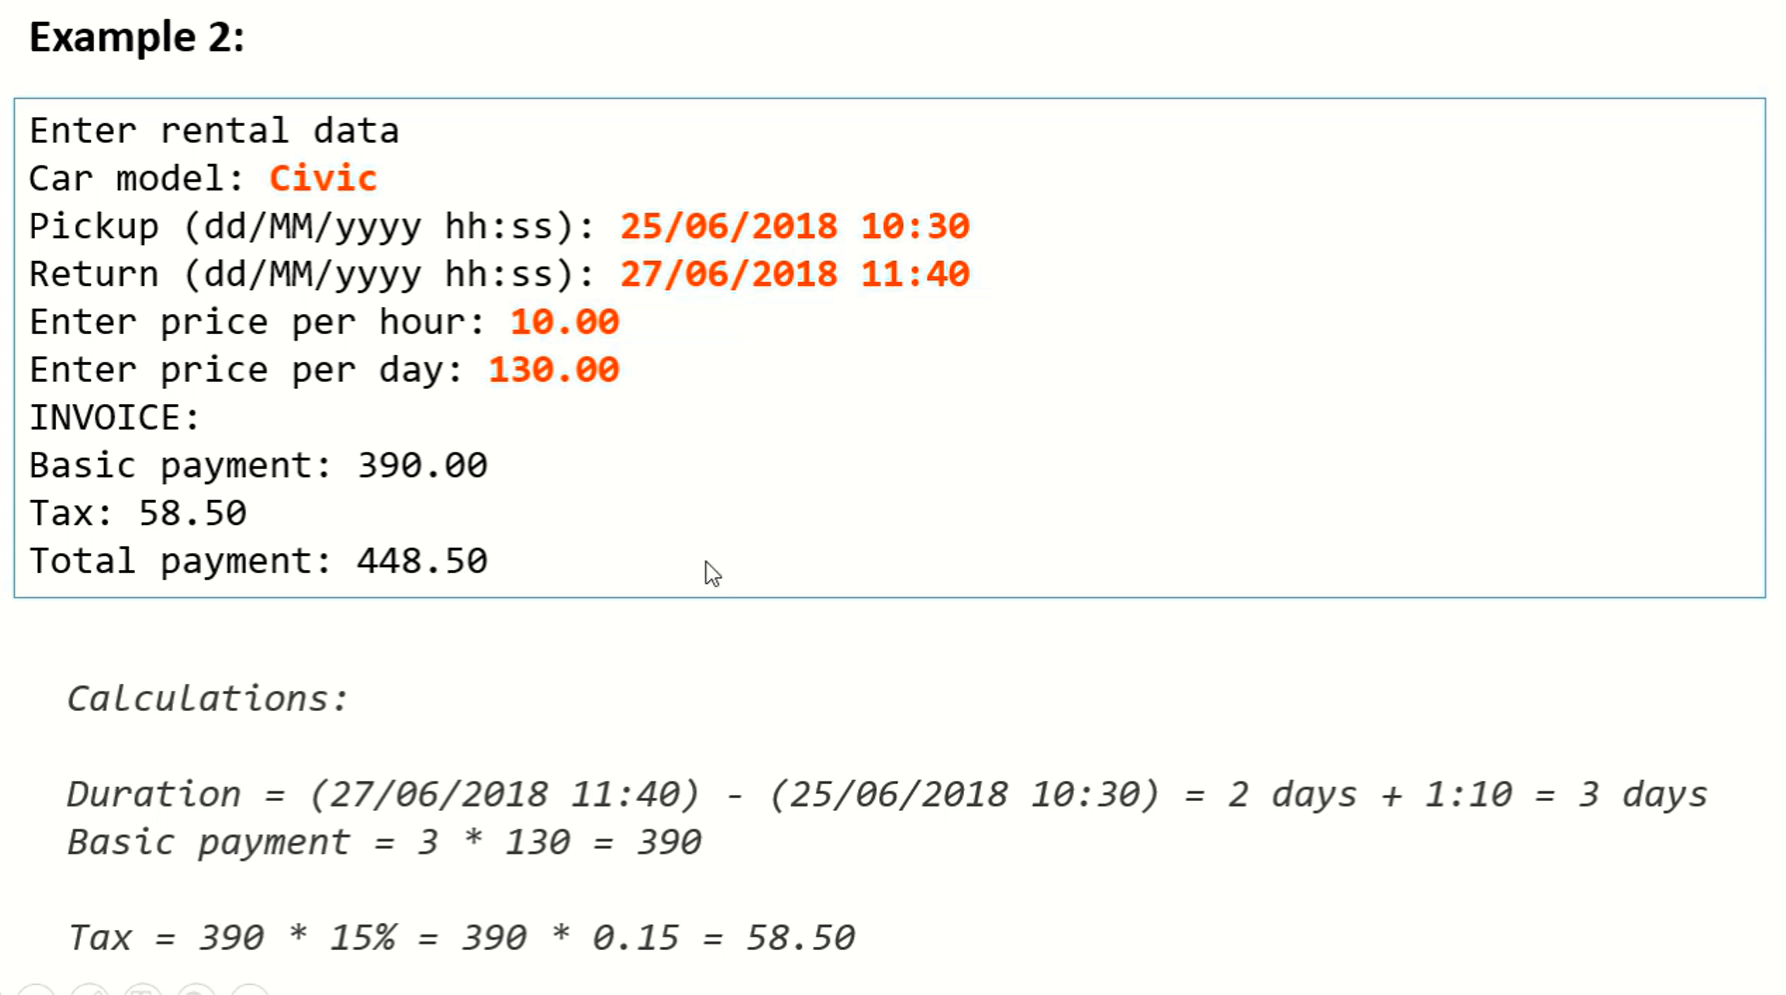 Example 2:
Enter rental data
Car model: Civic
Pickup (dd/MM/yyyy hh:ss): 25/06/2018 10:30
Return (dd/MM/yyyy hh:ss): 27/06/2018 11:40
Enter price per hour: 10.00
Enter price per day: 130.00
INVOICE:
Basic payment: 390.00
Tax: 58.50
Total payment: 448.50
Calculations:
Duration = (27/06/2018 11:40) - (25/06/2018 10:30) = 2 days + 1:10 = 3 days
Basic payment = 3 * 130 = 390
Tax = 390 * 15% = 390 * 0.15 = 58.50